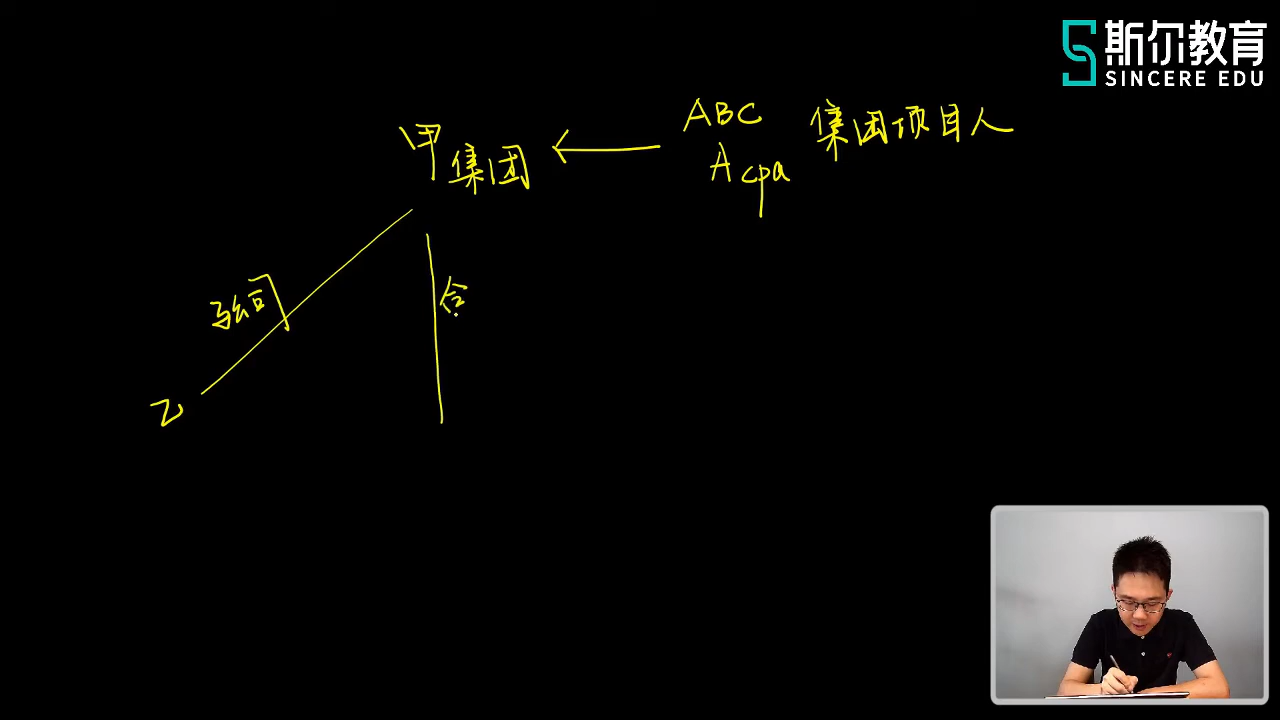 斯尔教育
SINCERE EDU
ABC 集团项目人
甲集团
Acpa
子公司
合
乙